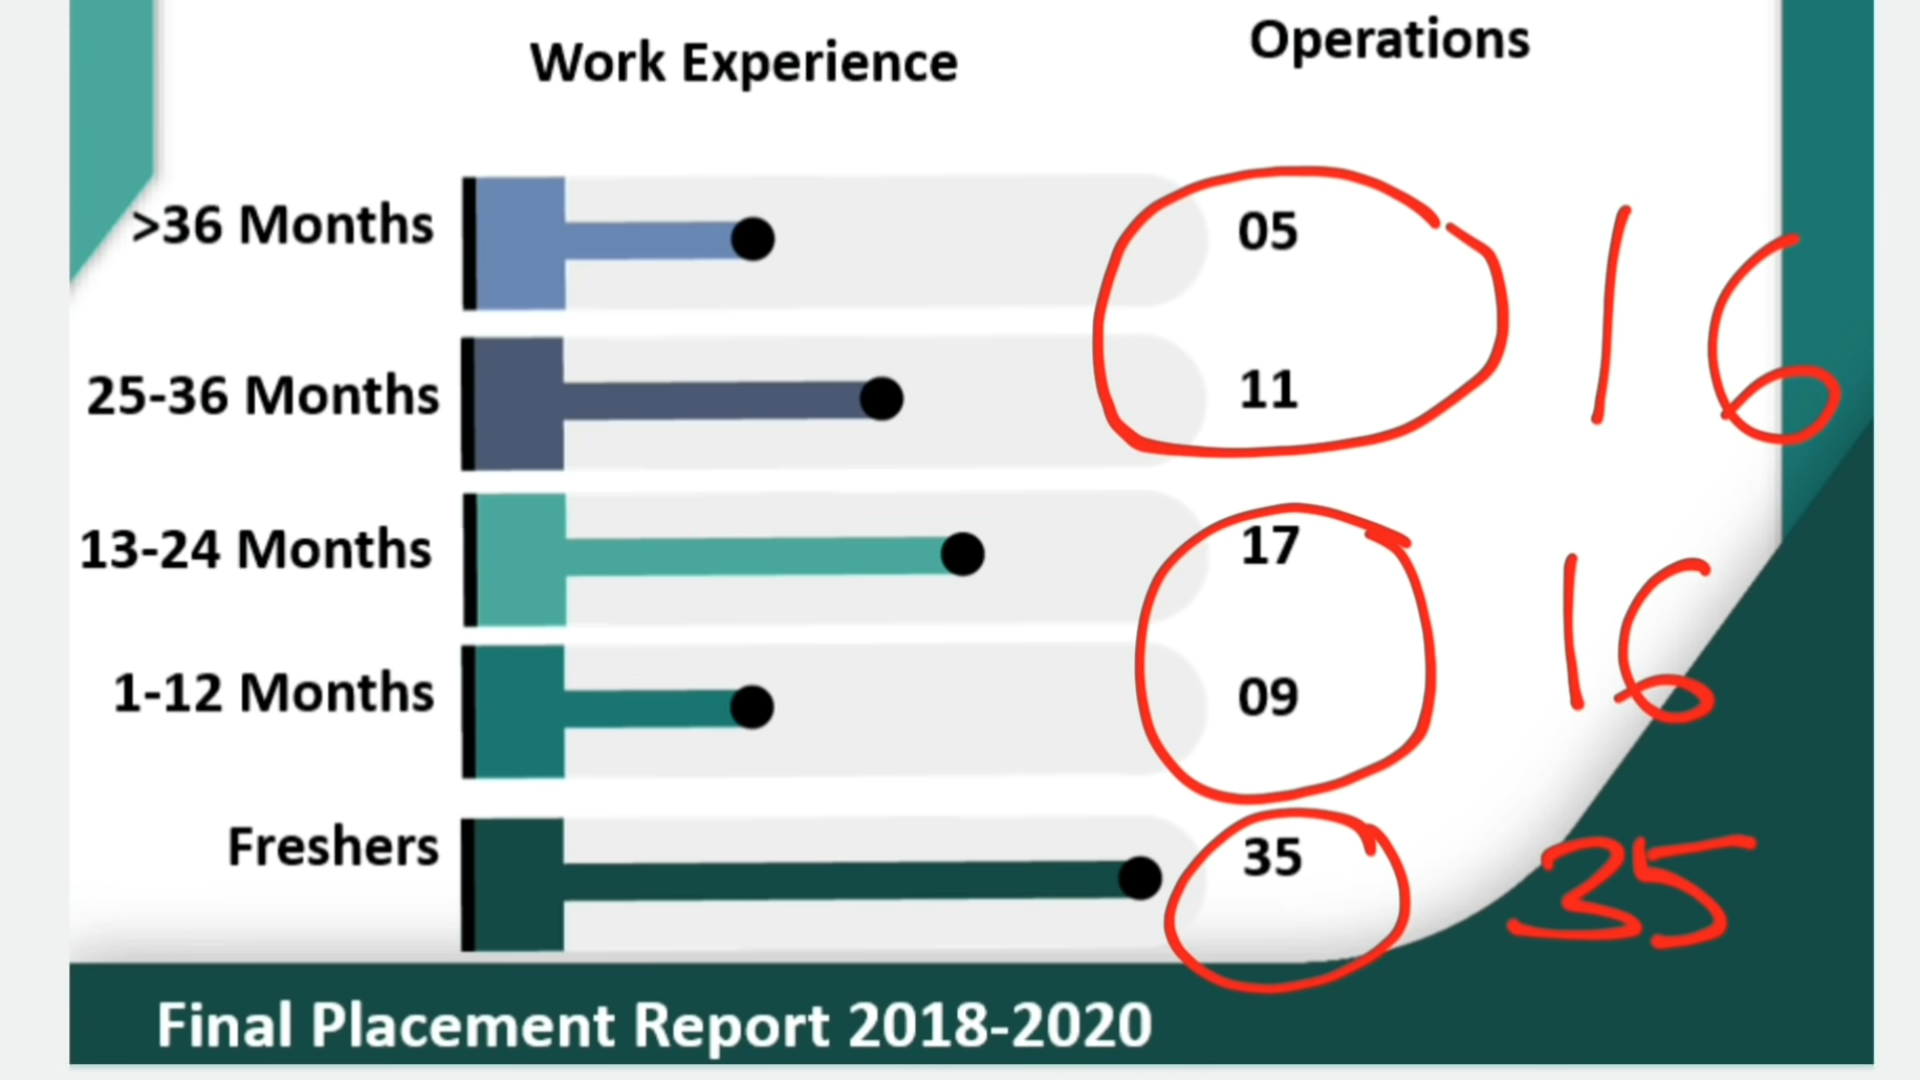 Work Experience Operations
>36 Months 05 16
25-36 Months 11
13-24 Months 17 16
1-12 Months 09
Freshers 35 35
Final Placement Report 2018-2020